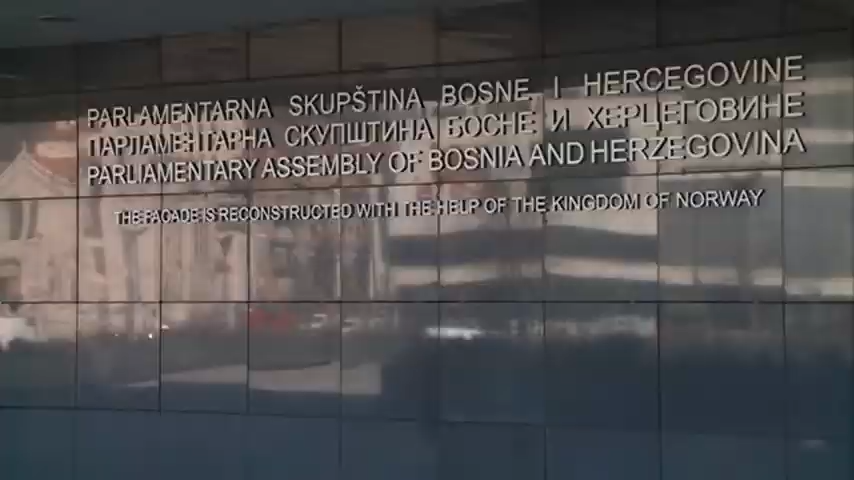 PARLAMENTARNA SKUPŠTINA BOSNE I HERCEGOVINE
ПАРЛАМЕНТАРНА СКУПШТИНА БОСНЕ И ХЕРЦЕГОВИНЕ
PARLIAMENTARY ASSEMBLY OF BOSNIA AND HERZEGOVINA
THE FACADE IS RECONSTRUCTED WITH THE HELP OF THE KINGDOM OF NORWAY